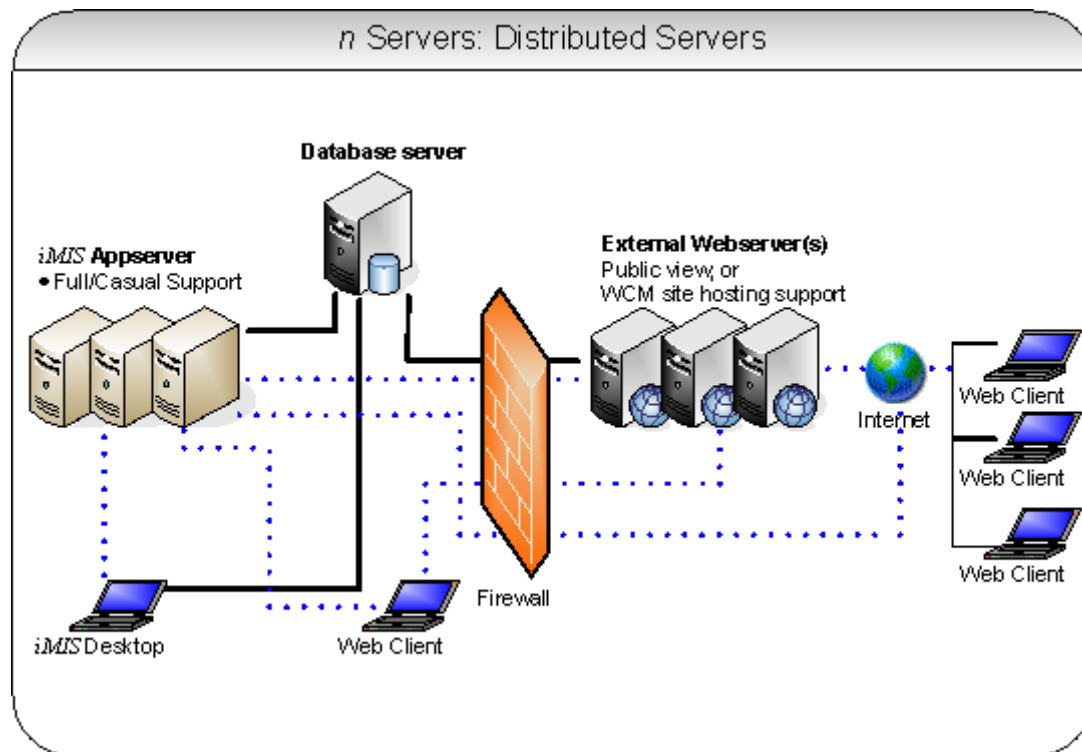 n Servers: Distributed Servers
Database server
iMIS Appserver
• Full/Casual Support
External Webserver(s)
Public view, or
WCM site hosting support
Internet
Web Client
Web Client
Web Client
Firewall
iMIS Desktop
Web Client